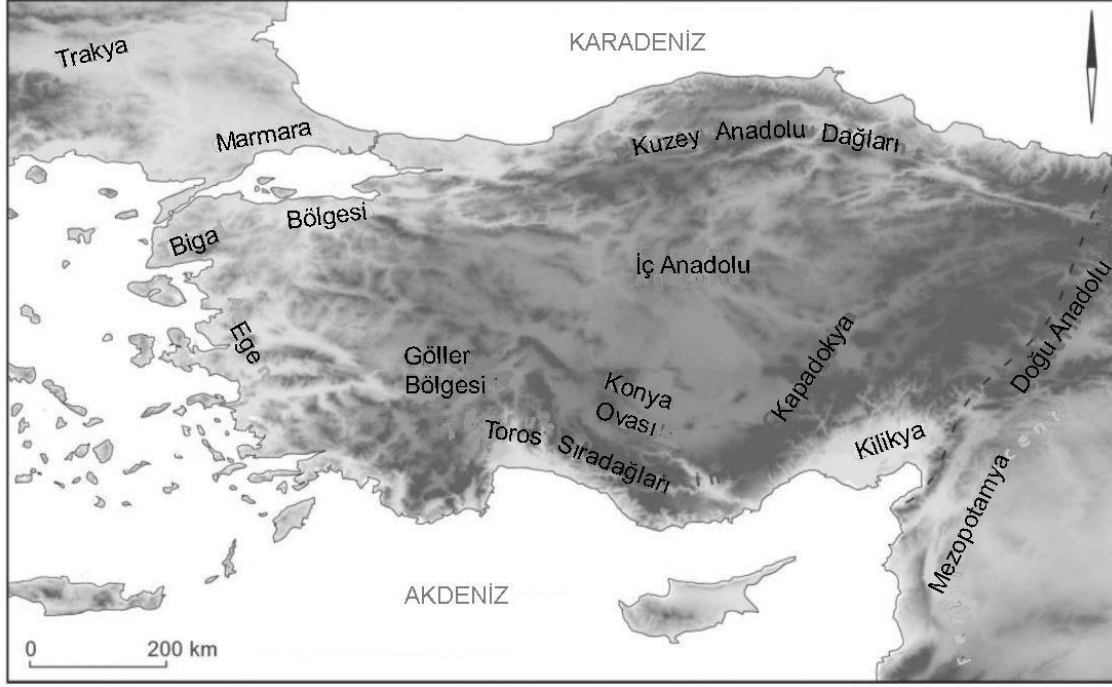 KARADENİZ
Trakya
Marmara
Kuzey Anadolu Dağları
Bölgesi
Biga
İç Anadolu
Ege
Göller
Bölgesi
Konya
Ovası
Kapadokya
Doğu Anadolu
Toros Sıradağları
Kilikya
Mezopotamya
AKDENİZ
0 200 km